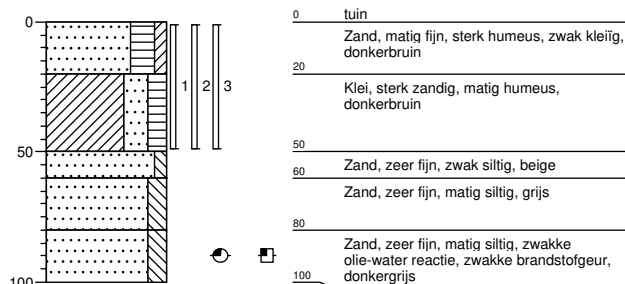 0
50
100
1 2 3
0 tuin
Zand, matig fijn, sterk humeus, zwak kleiïg,
donkerbruin
20
Klei, sterk zandig, matig humeus,
donkerbruin
50
Zand, zeer fijn, zwak siltig, beige
60
Zand, zeer fijn, matig siltig, grijs
80
Zand, zeer fijn, matig siltig, zwakke
olie-water reactie, zwakke brandstofgeur,
donkergrijs
100